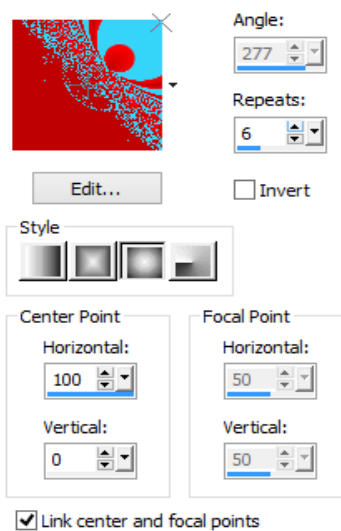 Angle:
277
Repeats:
6
Edit...
Invert
Style
Center Point
Horizontal:
100
Vertical:
0
Focal Point
Horizontal:
50
Vertical:
50
Link center and focal points